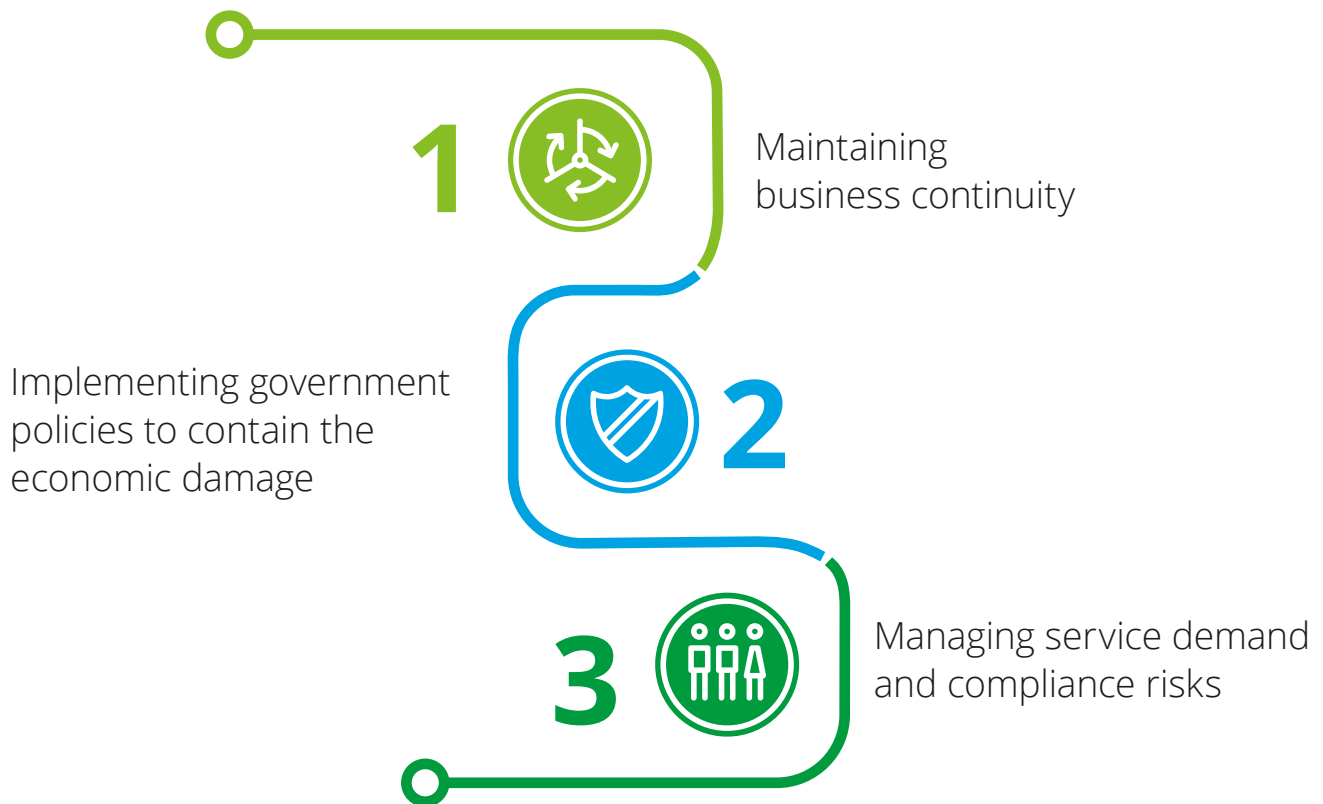 1
Maintaining
business continuity
Implementing government
policies to contain the
economic damage
2
3
Managing service demand
and compliance risks